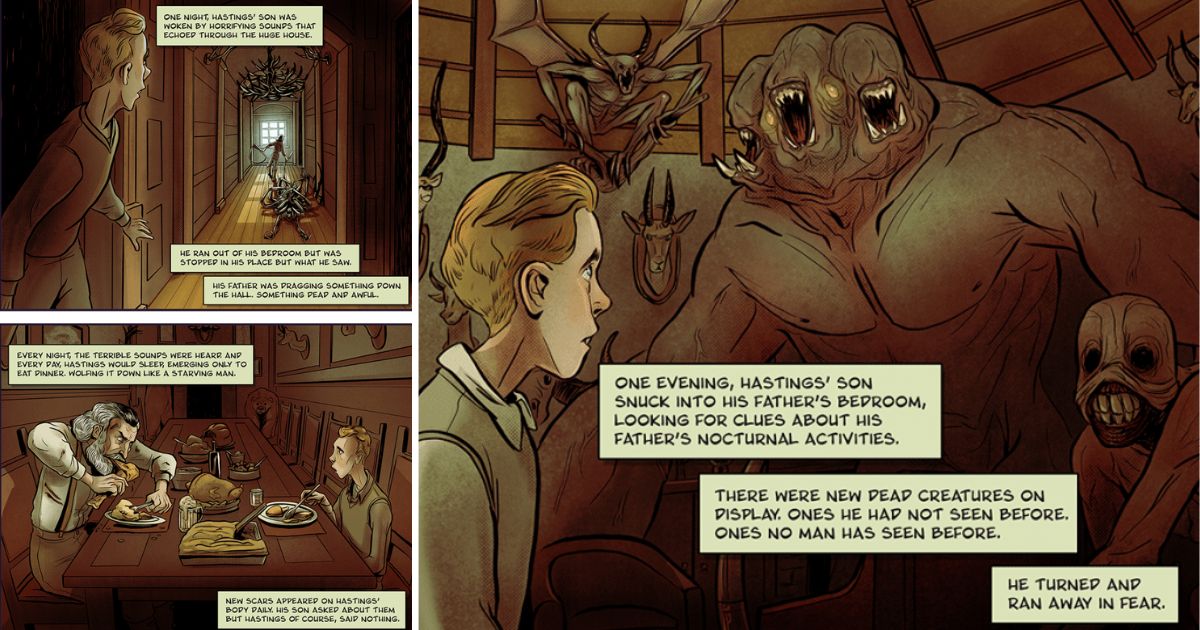 ONE NIGHT, HASTINGS' SON WAS
WOKEN BY HORRIFYING SOUNDS THAT
ECHOED THROUGH THE HUGE HOUSE.
HE RAN OUT OF HIS BEDROOM BUT WAS
STOPPED IN HIS PLACE BUT WHAT HE SAW.
HIS FATHER WAS DRAGGING SOMETHING DOWN
THE HALL. SOMETHING DEAD AND AWFUL.
EVERY NIGHT, THE TERRIBLE SOUNDS WERE HEARD AND
EVERY DAY, HASTINGS WOULD SLEEP, EMERGING ONLY TO
EAT DINNER. WOLFING IT DOWN LIKE A STARVING MAN.
NEW SCARS APPEARED ON HASTINGS'
BODY DAILY. HIS SON ASKED ABOUT THEM
BUT HASTINGS OF COURSE, SAID NOTHING.
ONE EVENING, HASTINGS' SON
SNUCK INTO HIS FATHER'S BEDROOM,
LOOKING FOR CLUES ABOUT HIS
FATHER'S NOCTURNAL ACTIVITIES.
THERE WERE NEW DEAD CREATURES ON
DISPLAY. ONES HE HAD NOT SEEN BEFORE.
ONES NO MAN HAS SEEN BEFORE.
HE TURNED AND
RAN AWAY IN FEAR.